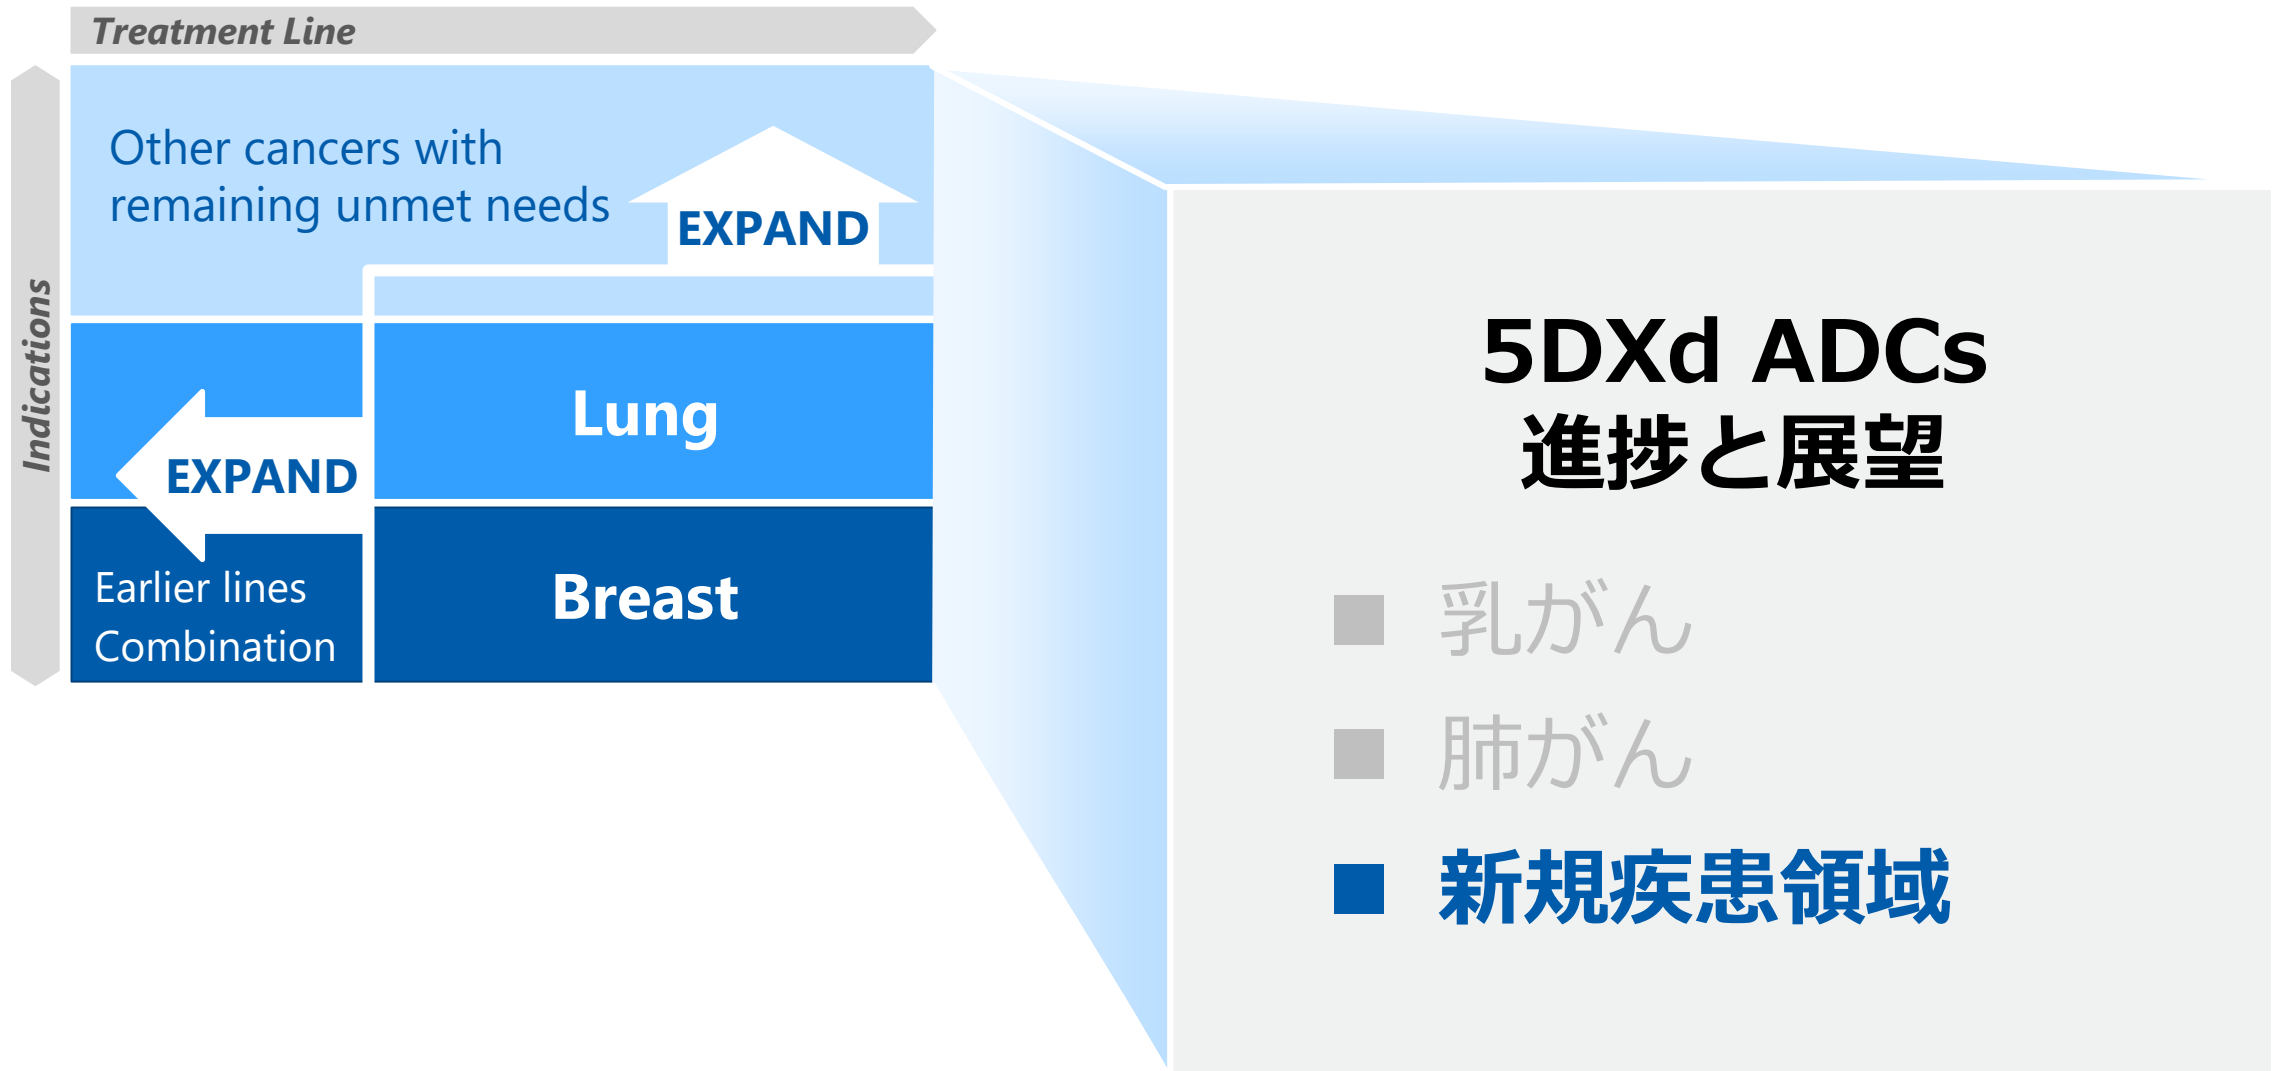 Treatment Line
Indications
Other cancers with
remaining unmet needs
EXPAND
Lung
EXPAND
Breast
Earlier lines
Combination
5DXd ADCs
進捗と展望
■ 乳がん
■ 肺がん
■ 新規疾患領域